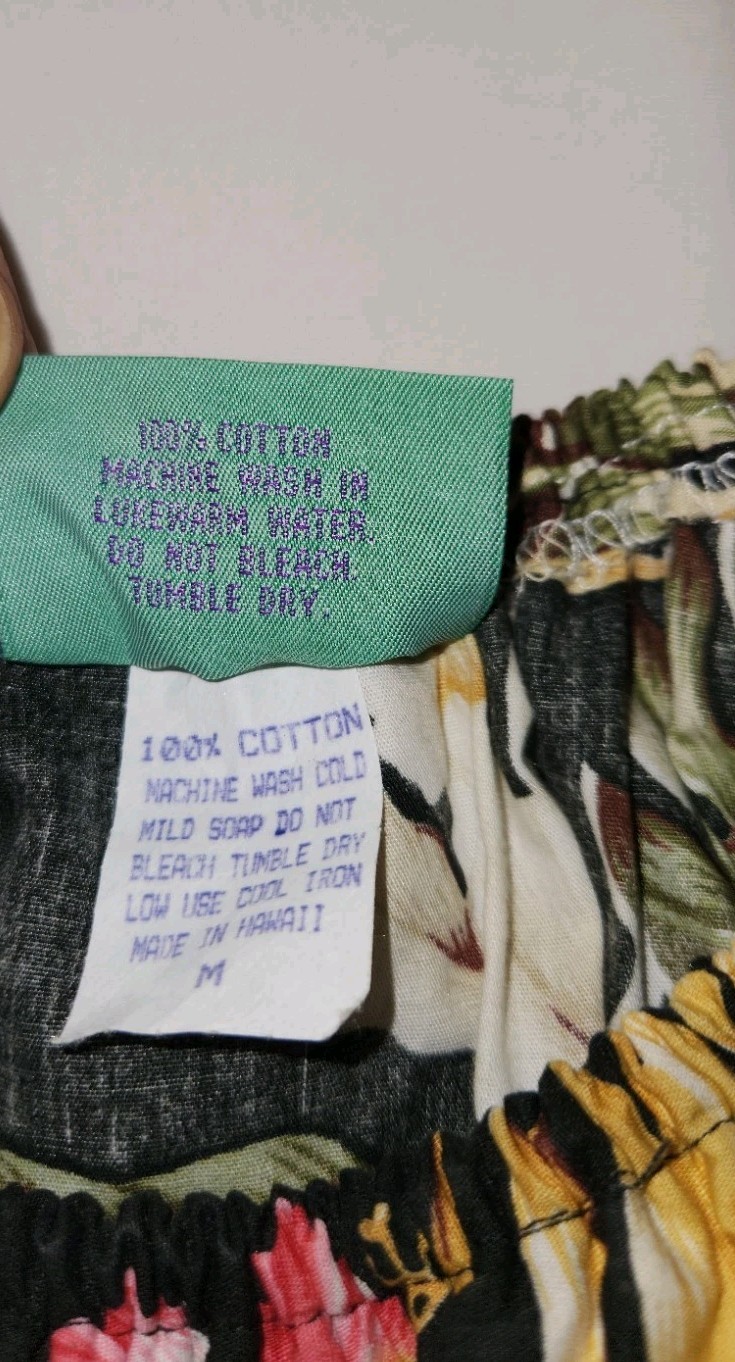 100% COTTON
MACHINE WASH IN
LUKEWARM WATER.
DO NOT BLEACH.
TUMBLE DRY.
100% COTTON
MACHINE WASH COLD
MILD SOAP DO NOT
BLEACH TUMBLE DRY
LOW USE COOL IRON
MADE IN HAWAII
M